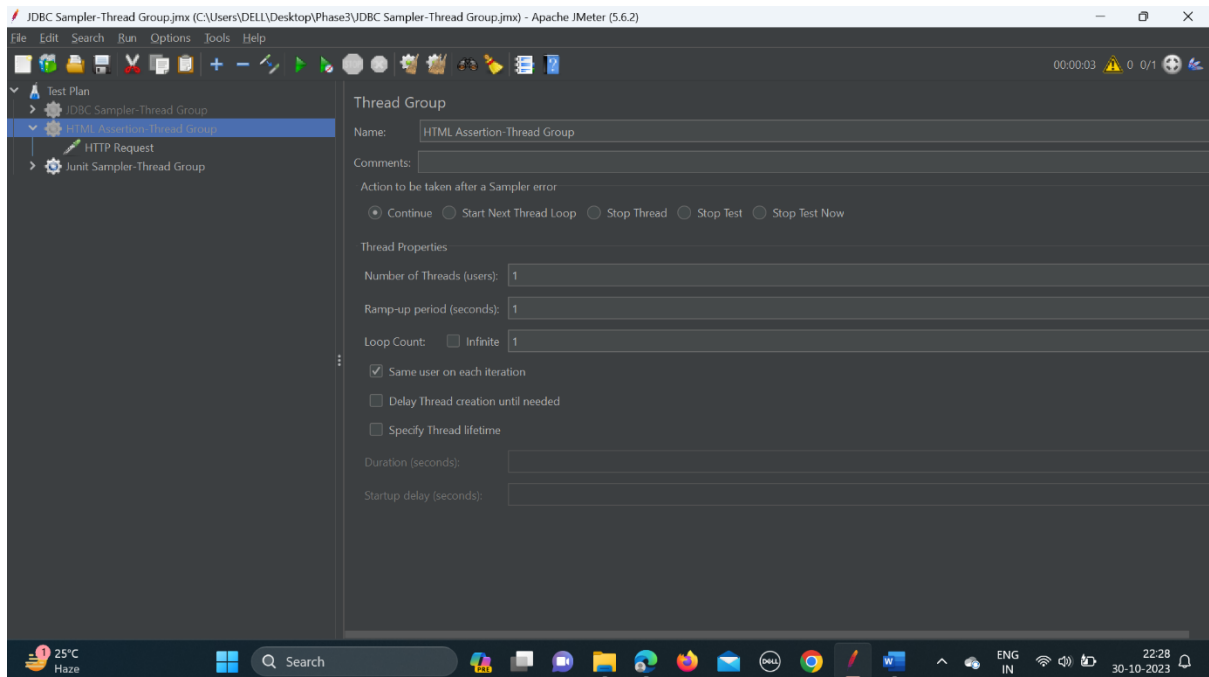 JDBC Sampler-Thread Group.jmx (C:\Users\DELL\Desktop\Phase3\JDBC Sampler-Thread Group.jmx) - Apache JMeter (5.6.2)
File Edit Search Run Options Tools Help
00:00:03 0 0/1
Test Plan
JDBC Sampler-Thread Group
HTML Assertion-Thread Group
HTTP Request
Junit Sampler-Thread Group
Thread Group
Name: HTML Assertion-Thread Group
Comments:
Action to be taken after a Sampler error
Continue Start Next Thread Loop Stop Thread Stop Test Stop Test Now
Thread Properties
Number of Threads (users): 1
Ramp-up period (seconds): 1
Loop Count: Infinite 1
Same user on each iteration
Delay Thread creation until needed
Specify Thread lifetime
Duration (seconds):
Startup delay (seconds):
1 25°C
Haze
Search
PRE
DELL
W
ENG
IN
22:28
30-10-2023